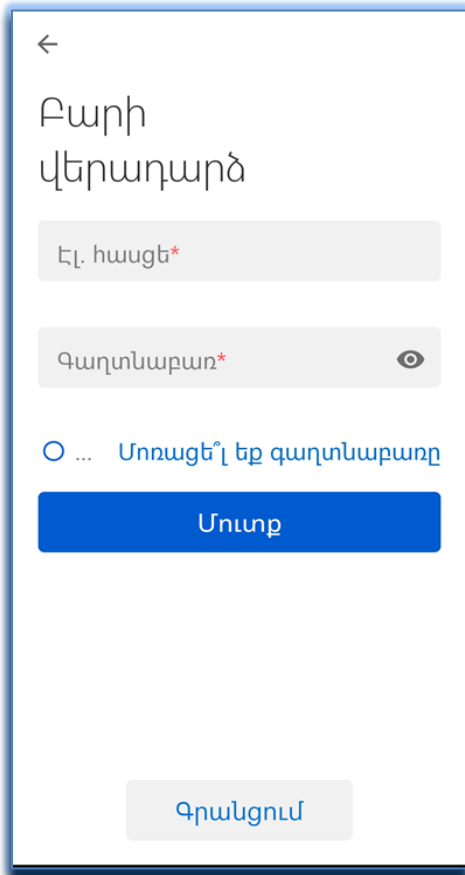 Բարի
վերադարձ
Էլ. հասցե*
Գաղտնաբառ*
... Մոռացե՞լ եք գաղտնաբառը
Մուտք
Գրանցում